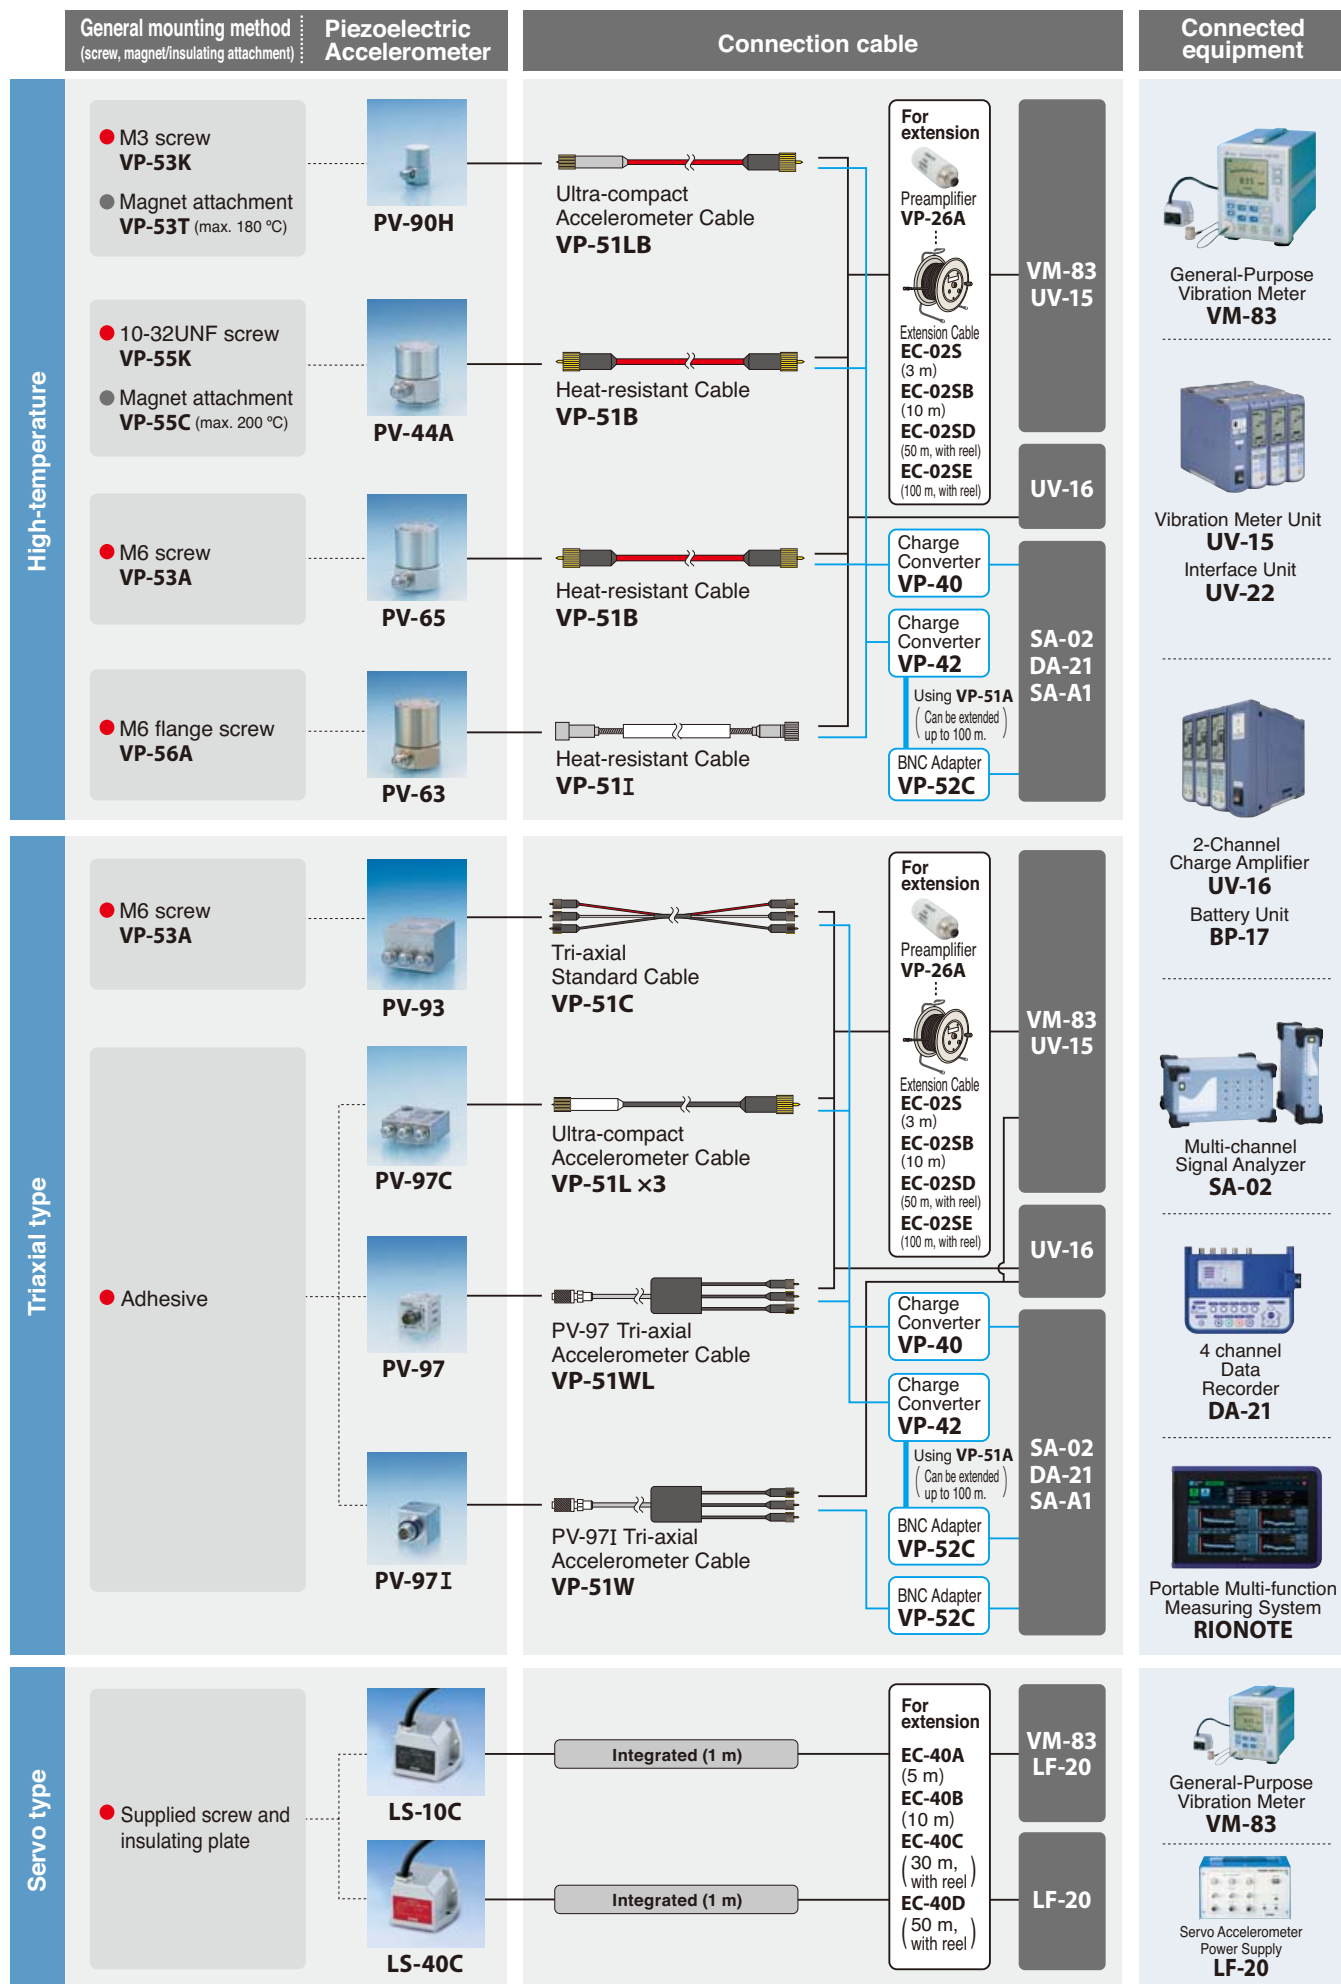 General mounting method
(screw, magnet/insulating attachment)
Piezoelectric
Accelerometer
Connection cable
Connected
equipment
High-temperature
M3 screw
VP-53K
Magnet attachment
VP-53T (max. 180 ºC)
PV-90H
Ultra-compact
Accelerometer Cable
VP-51LB
10-32UNF screw
VP-55K
Magnet attachment
VP-55C (max. 200 ºC)
PV-44A
Heat-resistant Cable
VP-51B
M6 screw
VP-53A
PV-65
Heat-resistant Cable
VP-51B
M6 flange screw
VP-56A
PV-63
Heat-resistant Cable
VP-51I
For
extension
Preamplifier
VP-26A
Extension Cable
EC-02S
(3 m)
EC-02SB
(10 m)
EC-02SD
(50 m, with reel)
EC-02SE
(100 m, with reel)
Charge
Converter
VP-40
Charge
Converter
VP-42
Using VP-51A
(Can be extended
up to 100 m.)
BNC Adapter
VP-52C
VM-83
UV-15
UV-16
SA-02
DA-21
SA-A1
Triaxial type
M6 screw
VP-53A
PV-93
Tri-axial
Standard Cable
VP-51C
Adhesive
PV-97C
Ultra-compact
Accelerometer Cable
VP-51L ×3
PV-97
PV-97 Tri-axial
Accelerometer Cable
VP-51WL
PV-97I
PV-97I Tri-axial
Accelerometer Cable
VP-51W
For
extension
Preamplifier
VP-26A
Extension Cable
EC-02S
(3 m)
EC-02SB
(10 m)
EC-02SD
(50 m, with reel)
EC-02SE
(100 m, with reel)
Charge
Converter
VP-40
Charge
Converter
VP-42
Using VP-51A
(Can be extended
up to 100 m.)
BNC Adapter
VP-52C
BNC Adapter
VP-52C
VM-83
UV-15
UV-16
SA-02
DA-21
SA-A1
Servo type
Supplied screw and
insulating plate
LS-10C
Integrated (1 m)
LS-40C
Integrated (1 m)
For
extension
EC-40A
(5 m)
EC-40B
(10 m)
EC-40C
(30 m,
with reel)
EC-40D
(50 m,
with reel)
VM-83
LF-20
LF-20
General-Purpose
Vibration Meter
VM-83
Vibration Meter Unit
UV-15
Interface Unit
UV-22
2-Channel
Charge Amplifier
UV-16
Battery Unit
BP-17
Multi-channel
Signal Analyzer
SA-02
4 channel
Data
Recorder
DA-21
Portable Multi-function
Measuring System
RIONOTE
General-Purpose
Vibration Meter
VM-83
Servo Accelerometer
Power Supply
LF-20